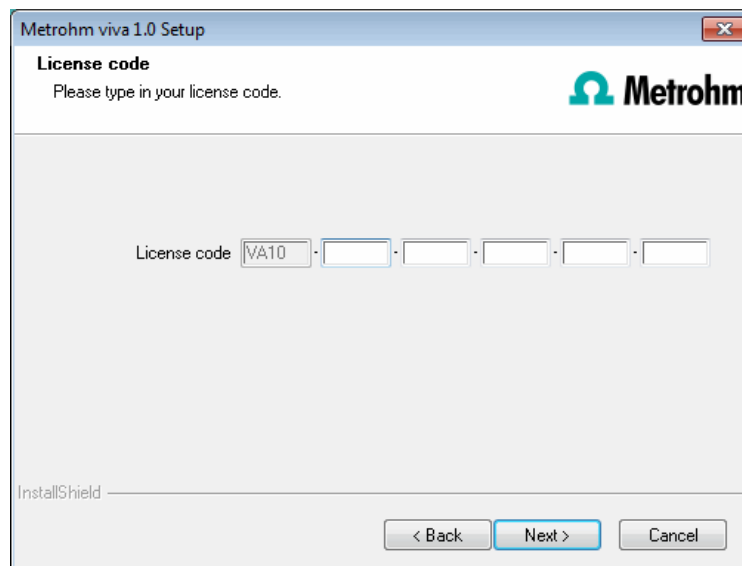 Metrohm viva 1.0 Setup
License code
Please type in your license code.
Metrohm
License code VA10 - - - - -
InstallShield
< Back Next > Cancel